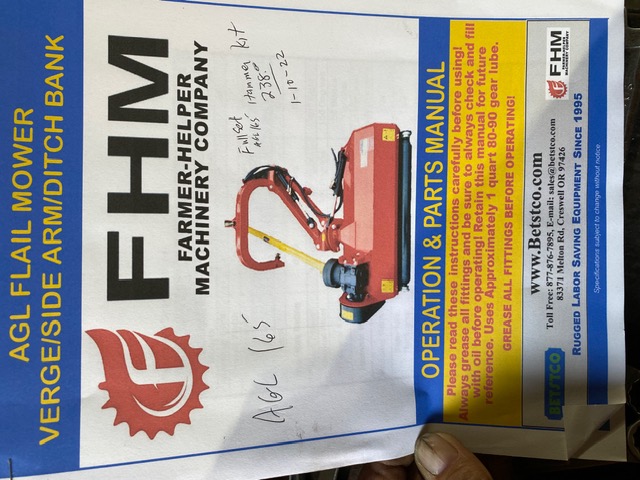 AGL FLAIL MOWER
VERGE/SIDE ARM/DITCH BANK
FHM
FARMER-HELPER
MACHINERY COMPANY
Full set Hammer Kit
AGL165 238
1-10-22
AGL 165
OPERATION & PARTS MANUAL
Please read these instructions carefully before using!
Always grease all fittings and be sure to always check and fill
with oil before operating! Retain this manual for future
reference. Uses Approximately 1 quart 80-90 gear lube.
GREASE ALL FITTINGS BEFORE OPERATING!
BETSTCO
www.Betstco.com
Toll Free: 877-876-7895, E-mail: sales@betstco.com
83371 Melton Rd, Creswell OR 97426
FHM
FARMER-HELPER
MACHINERY COMPANY
RUGGED LABOR SAVING EQUIPMENT SINCE 1995
Specifications subject to change without notice